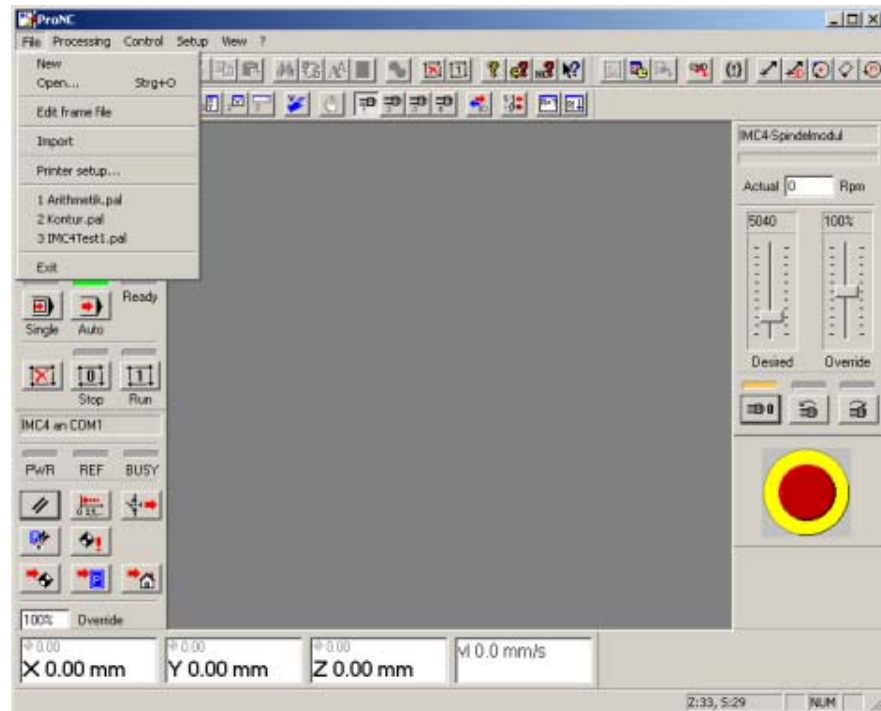 ProNC
File Processing Control Setup View ?
New
Open... Strg+O
Edit frame file
Import
Printer setup...
1 Arithmetik.pal
2 Kontur.pal
3 IMC4Test1.pal
Exit
Ready
Single Auto
Stop Run
IMC4 an COM1
PWR REF BUSY
100% Override
0.00
X 0.00 mm
0.00
Y 0.00 mm
0.00
Z 0.00 mm
vl 0.0 mm/s
IMC4-Spindelmodul
Actual 0 Rpm
5040 100%
Desired Override
Z:33, S:29 NUM